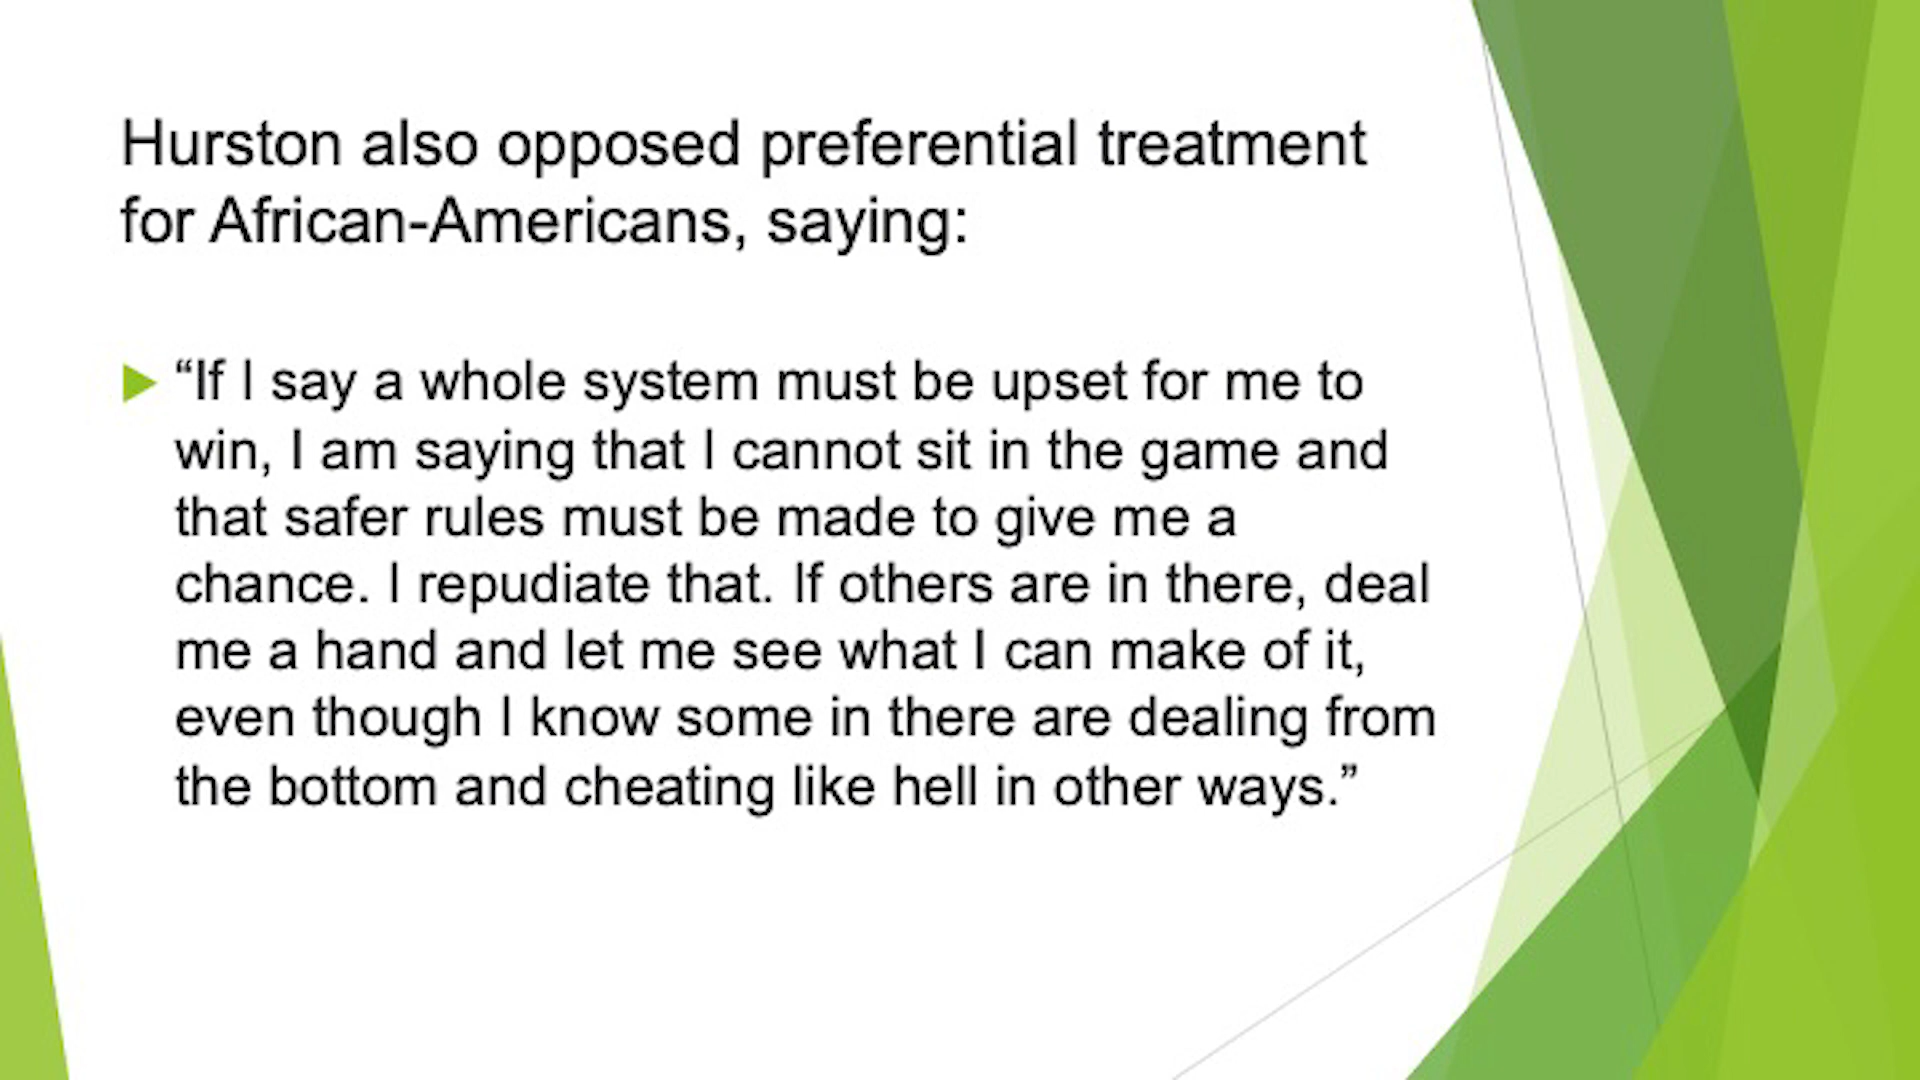 Hurston also opposed preferential treatment
for African-Americans, saying:
“If I say a whole system must be upset for me to
win, I am saying that I cannot sit in the game and
that safer rules must be made to give me a
chance. I repudiate that. If others are in there, deal
me a hand and let me see what I can make of it,
even though I know some in there are dealing from
the bottom and cheating like hell in other ways.”